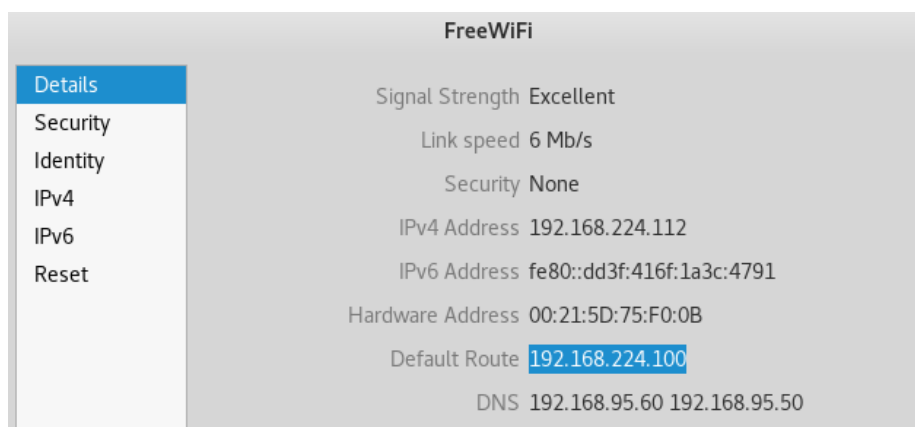 FreeWiFi
Details
Security
Identity
IPv4
IPv6
Reset
Signal Strength Excellent
Link speed 6 Mb/s
Security None
IPv4 Address 192.168.224.112
IPv6 Address fe80::dd3f:416f:1a3c:4791
Hardware Address 00:21:5D:75:F0:0B
Default Route 192.168.224.100
DNS 192.168.95.60 192.168.95.50